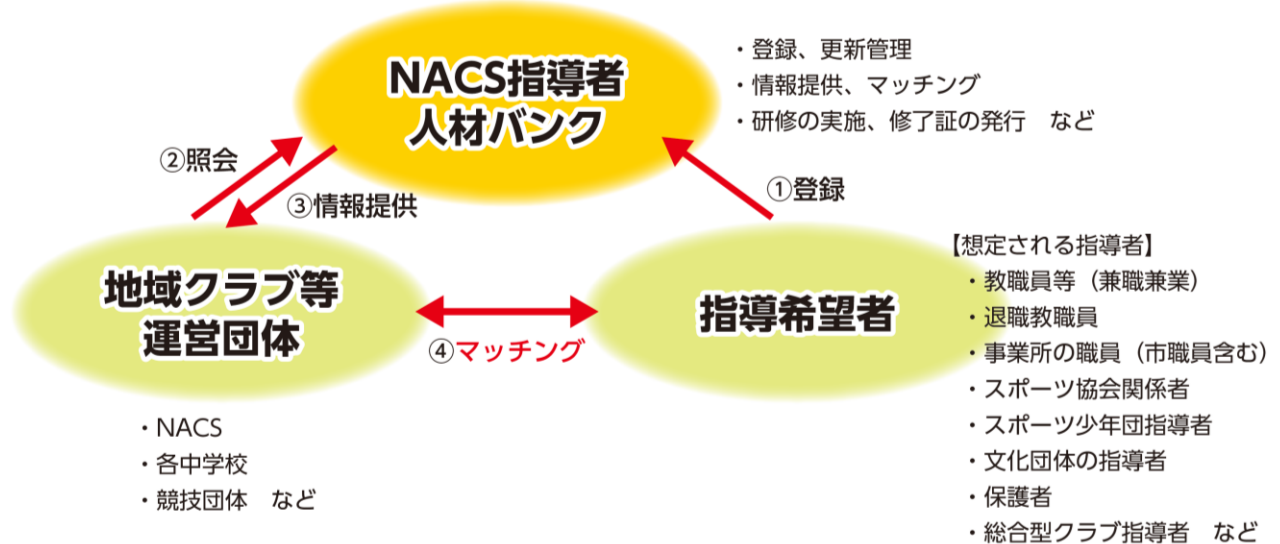 NACS指導者
人材バンク
・登録、更新管理
・情報提供、マッチング
・研修の実施、修了証の発行　など
②照会
③情報提供
①登録
地域クラブ等
運営団体
④マッチング
指導希望者
・NACS
・各中学校
・競技団体　など
【想定される指導者】
・教職員等（兼職兼業）
・退職教職員
・事業所の職員（市職員含む）
・スポーツ協会関係者
・スポーツ少年団指導者
・文化団体の指導者
・保護者
・総合型クラブ指導者　など